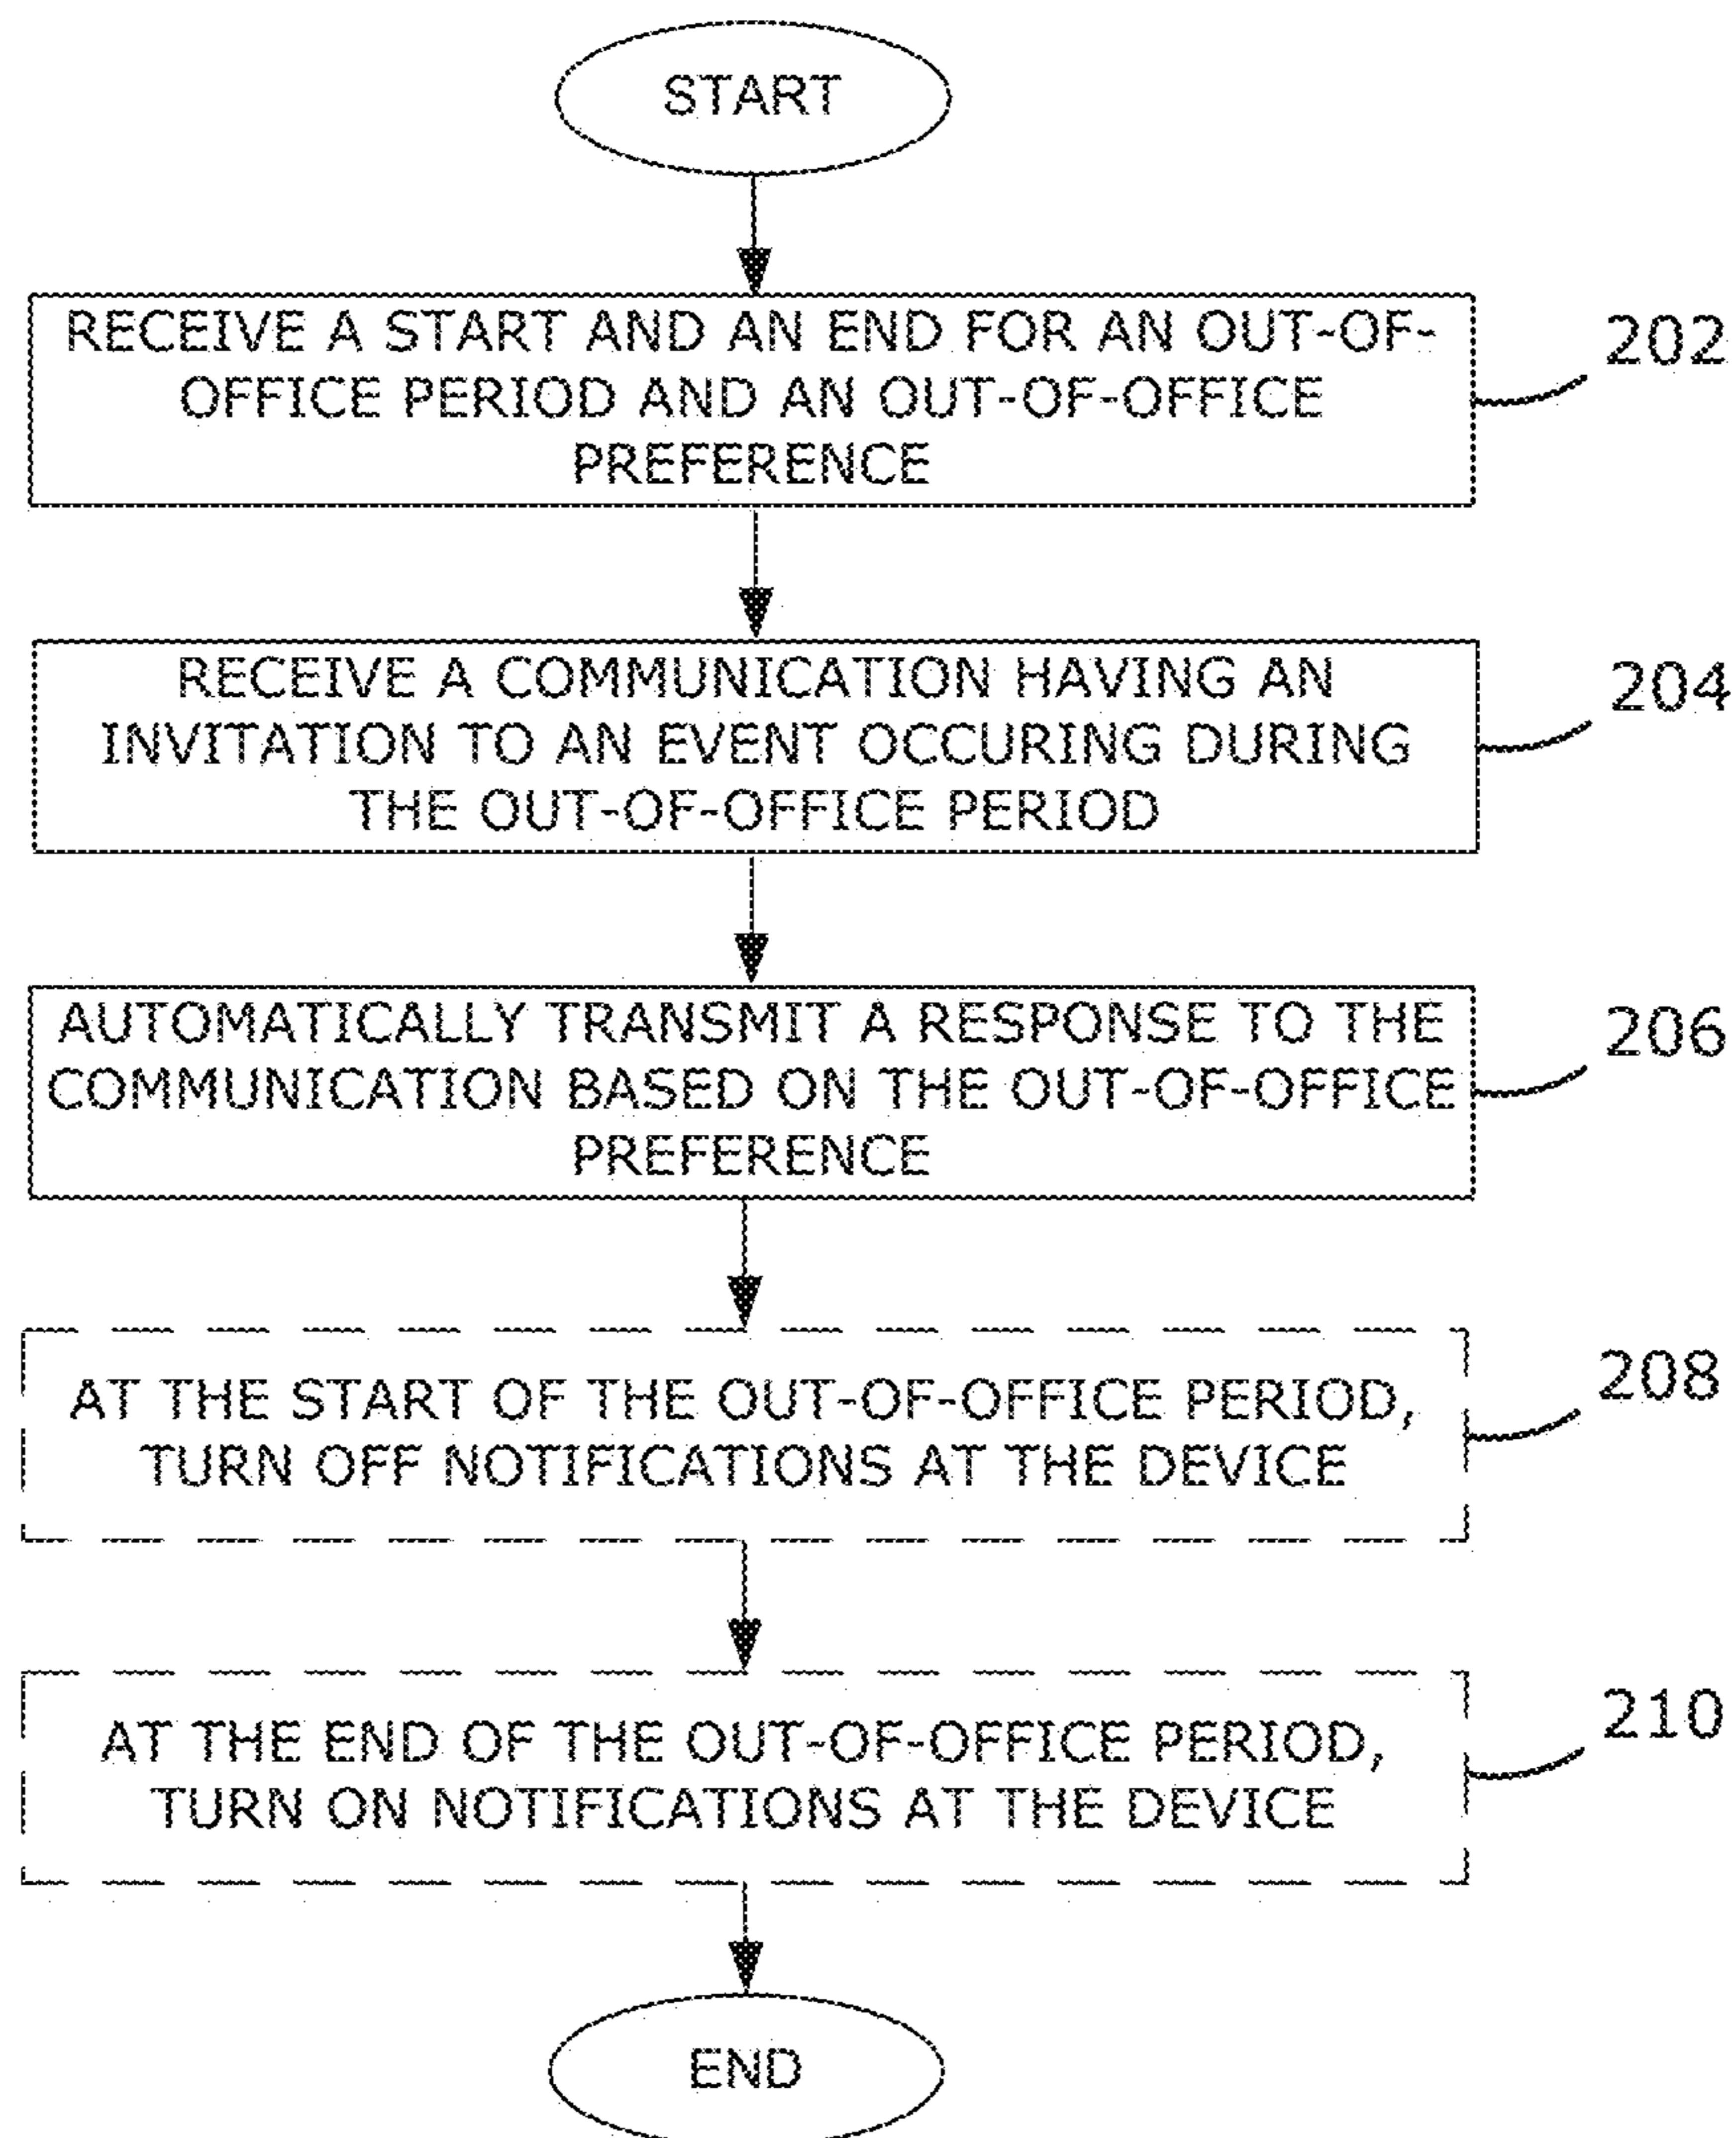 START
RECEIVE A START AND AN END FOR AN OUT-OF-
OFFICE PERIOD AND AN OUT-OF-OFFICE
PREFERENCE
202
RECEIVE A COMMUNICATION HAVING AN
INVITATION TO AN EVENT OCCURING DURING
THE OUT-OF-OFFICE PERIOD
204
AUTOMATICALLY TRANSMIT A RESPONSE TO THE
COMMUNICATION BASED ON THE OUT-OF-OFFICE
PREFERENCE
206
AT THE START OF THE OUT-OF-OFFICE PERIOD,
TURN OFF NOTIFICATIONS AT THE DEVICE
208
AT THE END OF THE OUT-OF-OFFICE PERIOD,
TURN ON NOTIFICATIONS AT THE DEVICE
210
END